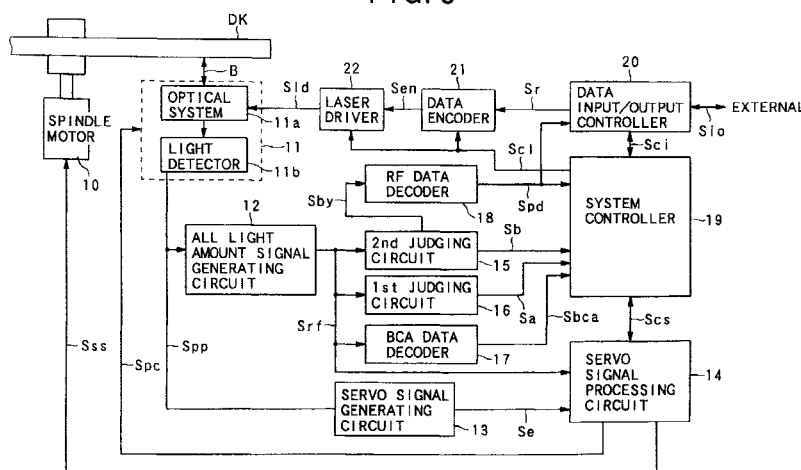 DK
B
SPINDLE
MOTOR
10
OPTICAL
SYSTEM
11a
LIGHT
DETECTOR
11b
11
Sld
22
LASER
DRIVER
Sen
21
DATA
ENCODER
Sr
20
DATA
INPUT/OUTPUT
CONTROLLER
EXTERNAL
Sio
Scl
Sci
RF DATA
DECODER
18
Sby
Spd
SYSTEM
CONTROLLER
19
12
ALL LIGHT
AMOUNT SIGNAL
GENERATING
CIRCUIT
2ND JUDGING
CIRCUIT
15
Sb
1st JUDGING
CIRCUIT
16
Sa
Sbca
Srf
BCA DATA
DECODER
17
Scs
Sss
Spc
Spp
SERVO SIGNAL
GENERATING
CIRCUIT
13
Se
SERVO
SIGNAL
PROCESSING
CIRCUIT
14